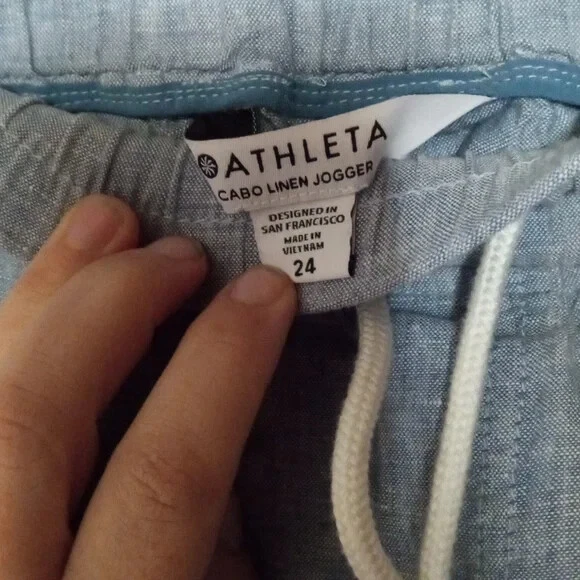 ATHLETA
CABO LINEN JOGGER
DESIGNED IN
SAN FRANCISCO
MADE IN
VIETNAM
24